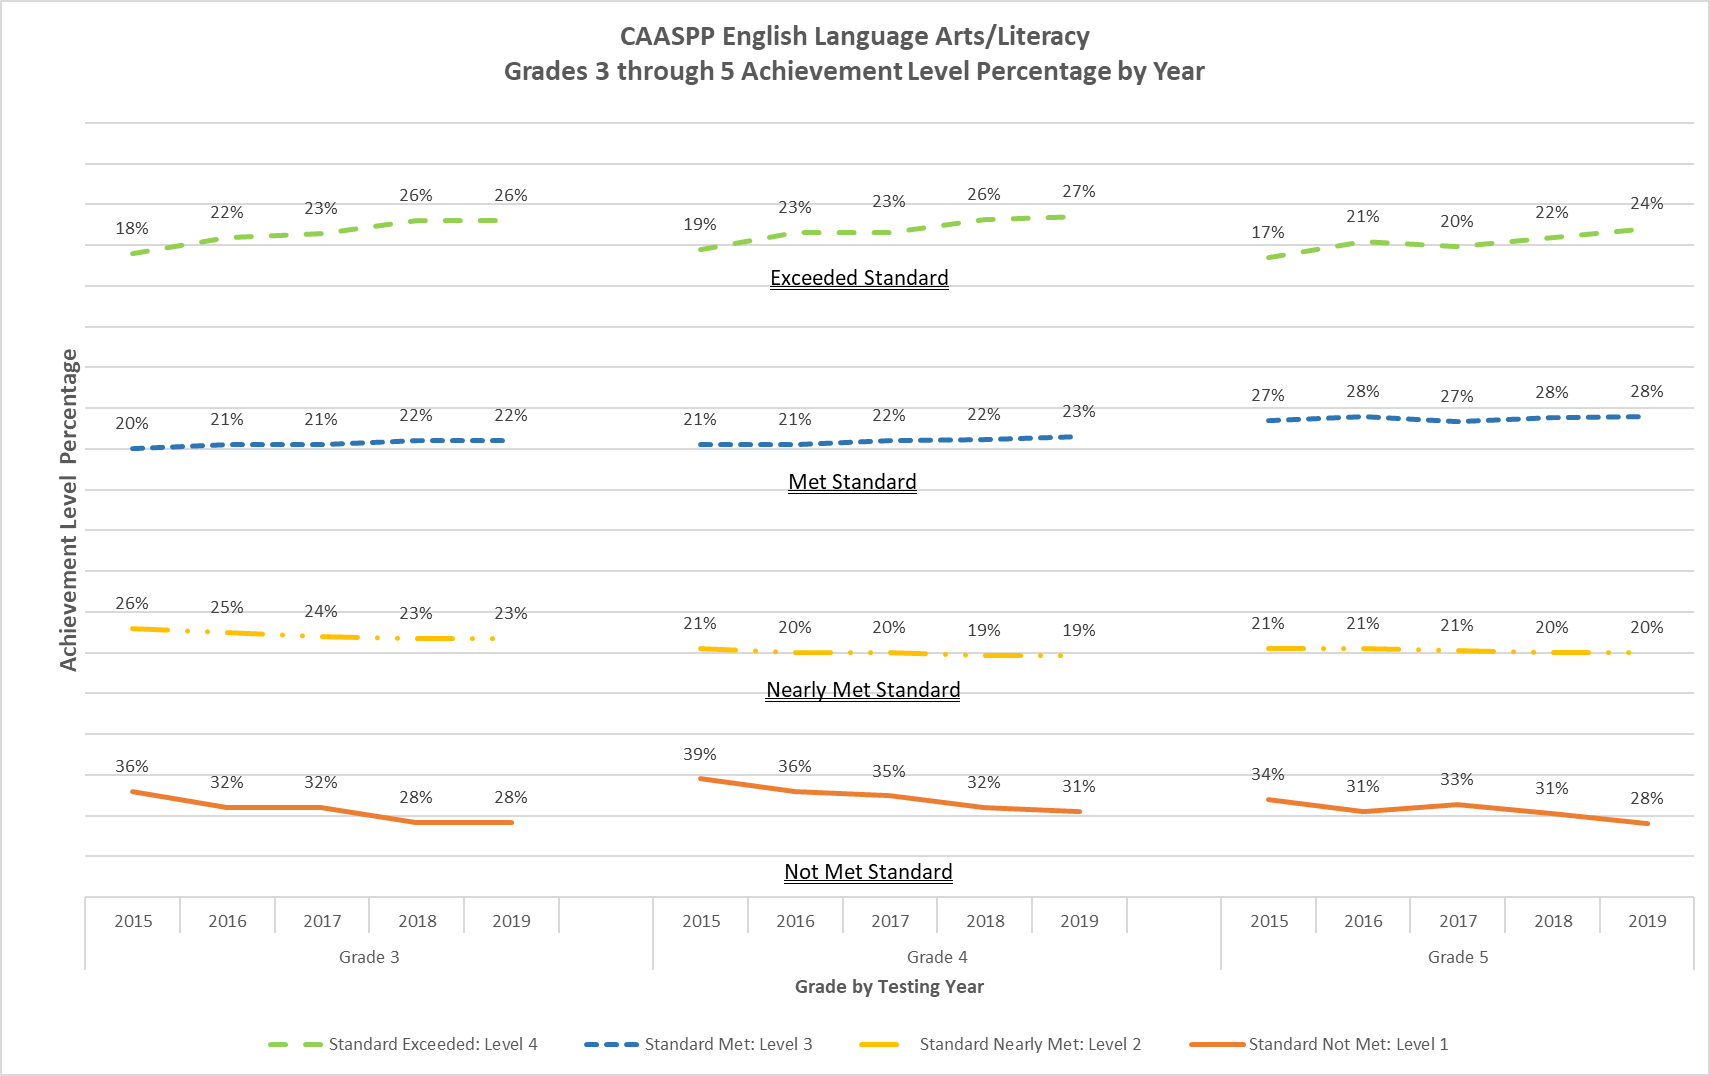 CAASPP English Language Arts/Literacy
Grades 3 through 5 Achievement Level Percentage by Year
Achievement Level  Percentage
18% 22% 23% 26% 26% 19% 23% 23% 26% 27% 17% 21% 20% 22% 24%
Exceeded Standard
20% 21% 21% 22% 22% 21% 21% 22% 22% 23% 27% 28% 27% 28% 28%
Met Standard
26% 25% 24% 23% 23% 21% 20% 20% 19% 19% 21% 21% 21% 20% 20%
Nearly Met Standard
36% 32% 32% 28% 28% 39% 36% 35% 32% 31% 34% 31% 33% 31% 28%
Not Met Standard
2015 2016 2017 2018 2019 2015 2016 2017 2018 2019 2015 2016 2017 2018 2019
Grade 3 Grade 4 Grade 5
Grade by Testing Year
Standard Exceeded: Level 4 Standard Met: Level 3 Standard Nearly Met: Level 2 Standard Not Met: Level 1